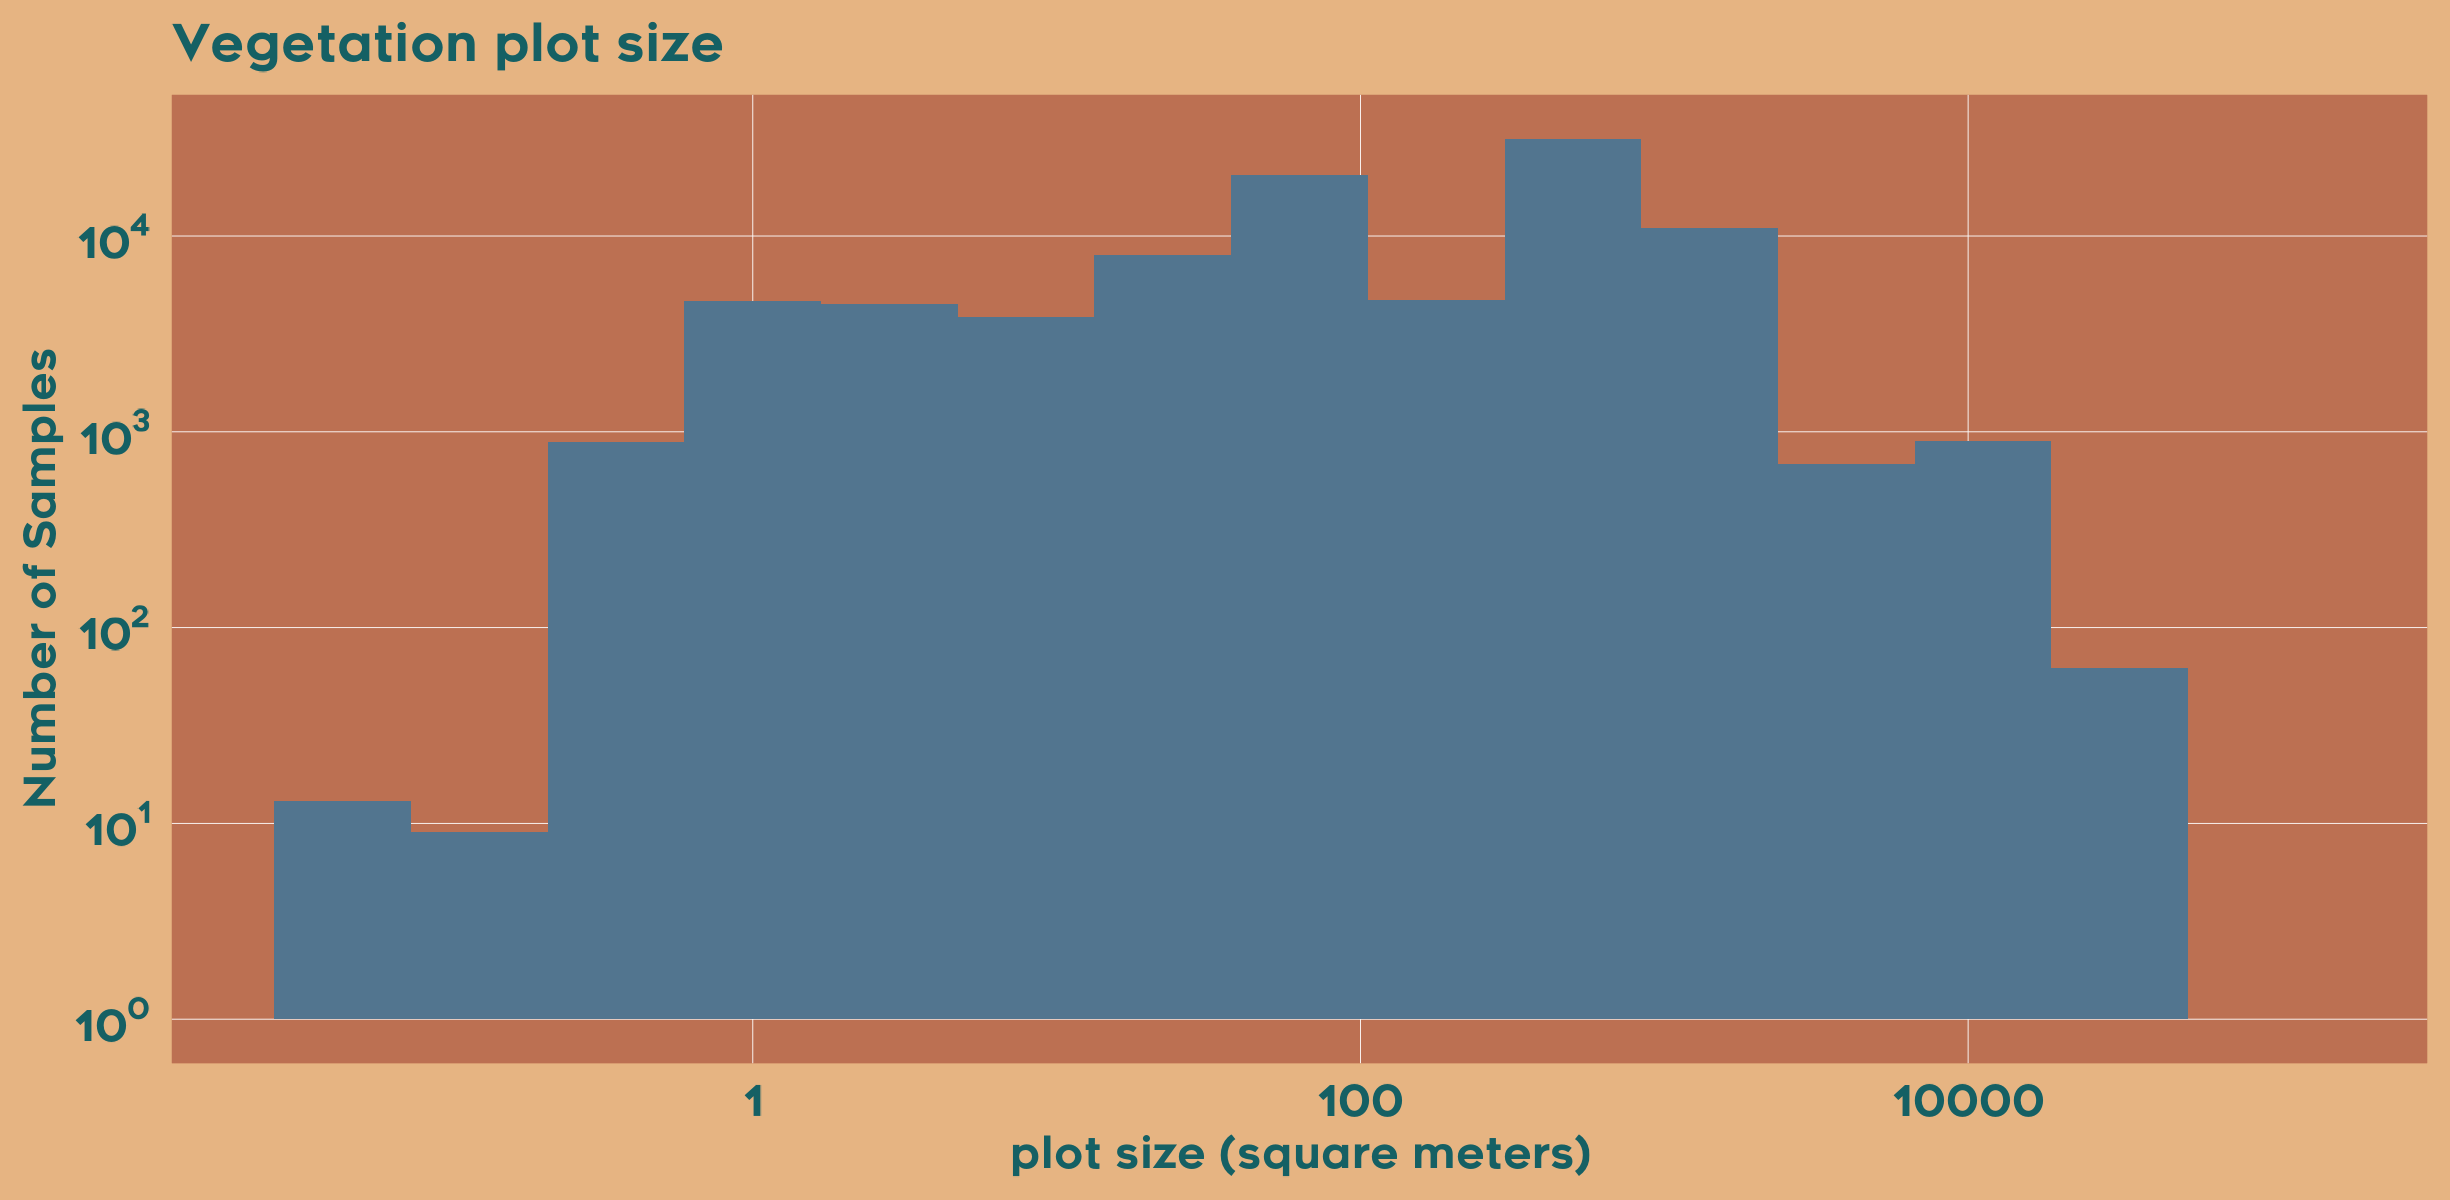 Vegetation plot size
Number of Samples
10⁴
10³
10²
10¹
10⁰
1 100 10000
plot size (square meters)